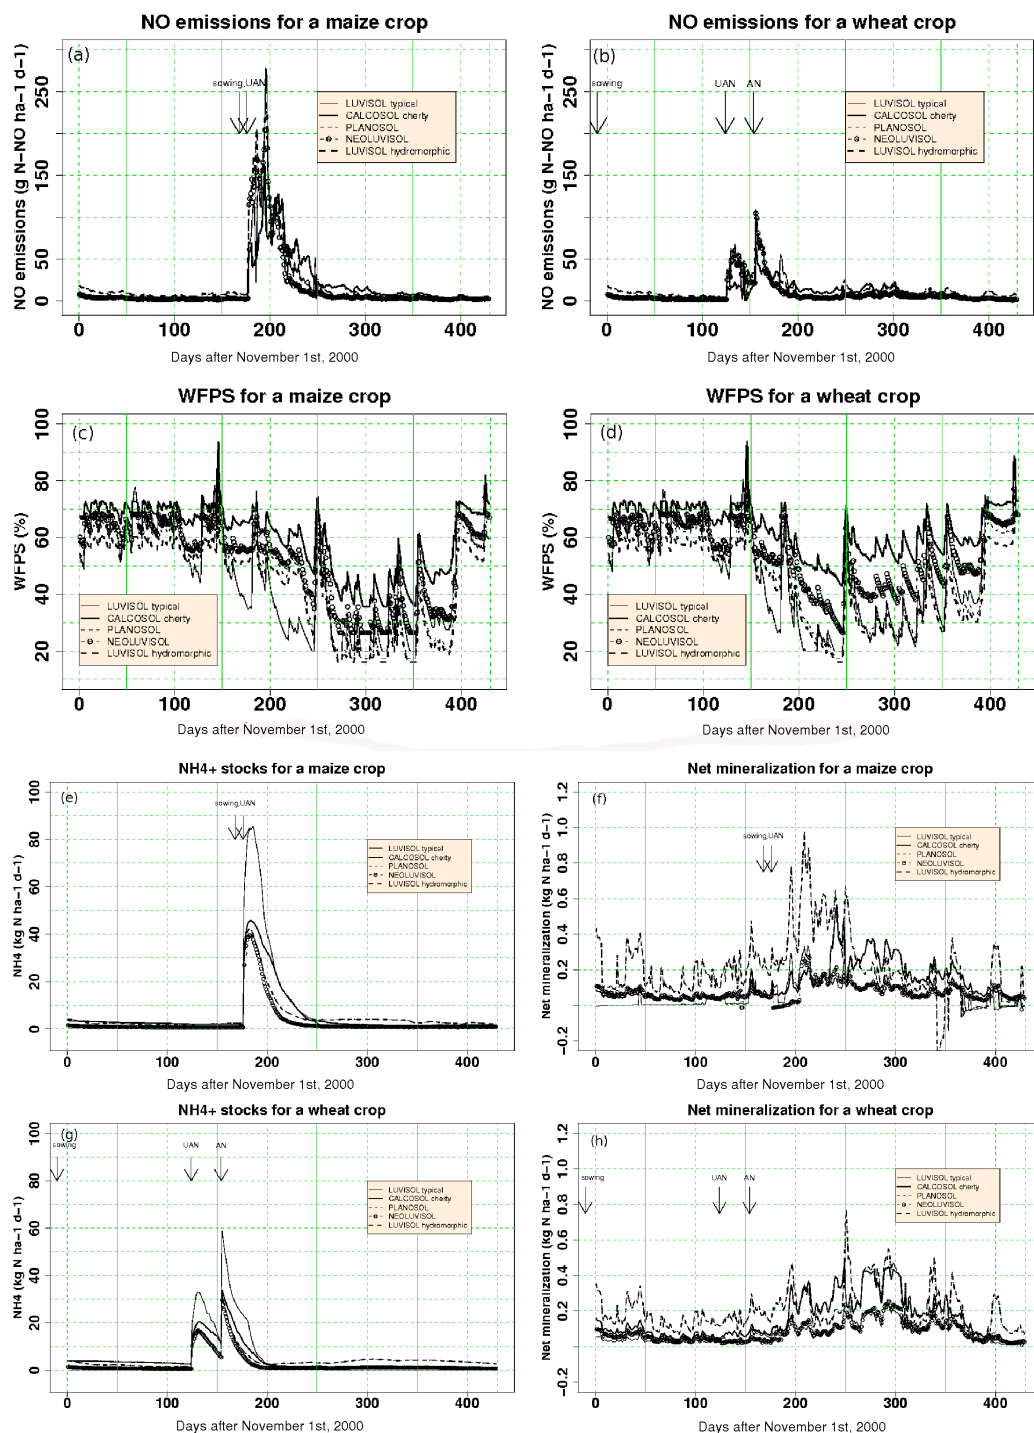 NO emissions for a maize crop
(a)
NO emissions (g N−NO ha−1 d−1)
250
150
50
0
sowing,UAN
LUVISOL typical
CALCOSOL cherty
PLANOSOL
NEOLUVISOL
LUVISOL hydromorphic
0 100 200 300 400
Days after November 1st, 2000
NO emissions for a wheat crop
(b)
NO emissions (g N−NO ha−1 d−1)
250
150
50
0
sowing UAN AN
LUVISOL typical
CALCOSOL cherty
PLANOSOL
NEOLUVISOL
LUVISOL hydromorphic
0 100 200 300 400
Days after November 1st, 2000
WFPS for a maize crop
(c)
WFPS (%)
100
80
60
40
20
LUVISOL typical
CALCOSOL cherty
PLANOSOL
NEOLUVISOL
LUVISOL hydromorphic
0 100 200 300 400
Days after November 1st, 2000
WFPS for a wheat crop
(d)
WFPS (%)
100
80
60
40
20
LUVISOL typical
CALCOSOL cherty
PLANOSOL
NEOLUVISOL
LUVISOL hydromorphic
0 100 200 300 400
Days after November 1st, 2000
NH4+ stocks for a maize crop
(e)
NH4 (kg N ha−1 d−1)
100
80
60
40
20
0
sowing,UAN
LUVISOL typical
CALCOSOL cherty
PLANOSOL
NEOLUVISOL
LUVISOL hydromorphic
0 100 200 300 400
Days after November 1st, 2000
Net mineralization for a maize crop
(f)
Net mineralization (kg N ha−1 d−1)
1.2
1.0
0.8
0.6
0.4
0.2
−0.2
sowing,UAN
LUVISOL typical
CALCOSOL cherty
PLANOSOL
NEOLUVISOL
LUVISOL hydromorphic
0 100 200 300 400
Days after November 1st, 2000
NH4+ stocks for a wheat crop
(g)
NH4 (kg N ha−1 d−1)
100
80
60
40
20
0
sowing UAN AN
LUVISOL typical
CALCOSOL cherty
PLANOSOL
NEOLUVISOL
LUVISOL hydromorphic
0 100 200 300 400
Days after November 1st, 2000
Net mineralization for a wheat crop
(h)
Net mineralization (kg N ha−1 d−1)
1.2
1.0
0.8
0.6
0.4
0.2
−0.2
sowing UAN AN
LUVISOL typical
CALCOSOL cherty
PLANOSOL
NEOLUVISOL
LUVISOL hydromorphic
0 100 200 300 400
Days after November 1st, 2000